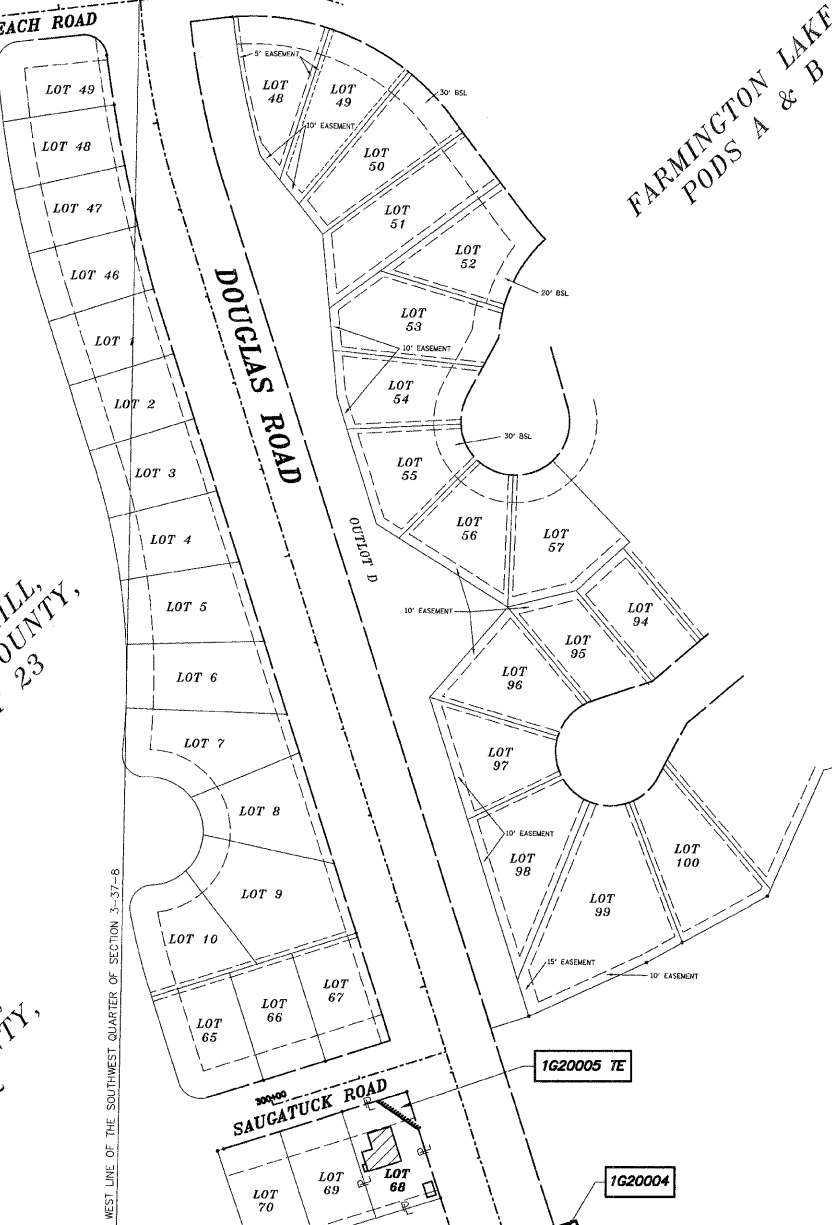 EACH ROAD
FARMINGTON LAKE
PODS A & B
LOT 49
LOT 48
LOT 47
LOT 46
LOT 1
LOT 2
LOT 3
LOT 4
LOT 5
LOT 6
LOT 7
LOT 8
LOT 9
LOT 10
LOT
65
LOT
66
LOT
67
DOUGLAS ROAD
OUTLOT D
5' EASEMENT
LOT
48
LOT
49
30' BSL
10' EASEMENT
LOT
50
LOT
51
LOT
52
20' BSL
LOT
53
10' EASEMENT
LOT
54
30' BSL
LOT
55
LOT
56
LOT
57
10' EASEMENT
LOT
94
LOT
95
LOT
96
LOT
97
10' EASEMENT
LOT
98
LOT
99
LOT
100
15' EASEMENT
10' EASEMENT
ILL,
OUNTY,
23
TY,
WEST LINE OF THE SOUTHWEST QUARTER OF SECTION 3-37-8
1G20005 TE
300+00
SAUGATUCK ROAD
LOT
70
LOT
69
LOT
68
1G20004